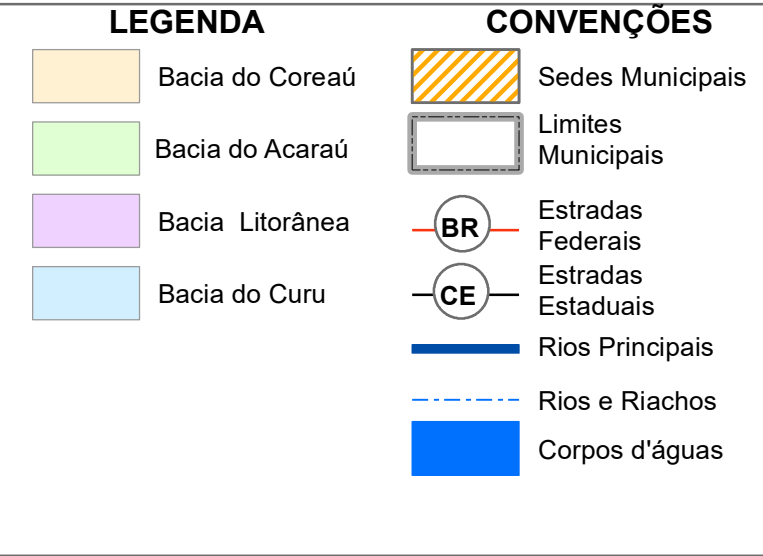 LEGENDA
Bacia do Coreaú
Bacia do Acaraú
Bacia Litorânea
Bacia do Curu
CONVENÇÕES
Sedes Municipais
Limites
Municipais
BR
Estradas
Federais
CE
Estradas
Estaduais
Rios Principais
Rios e Riachos
Corpos d'águas